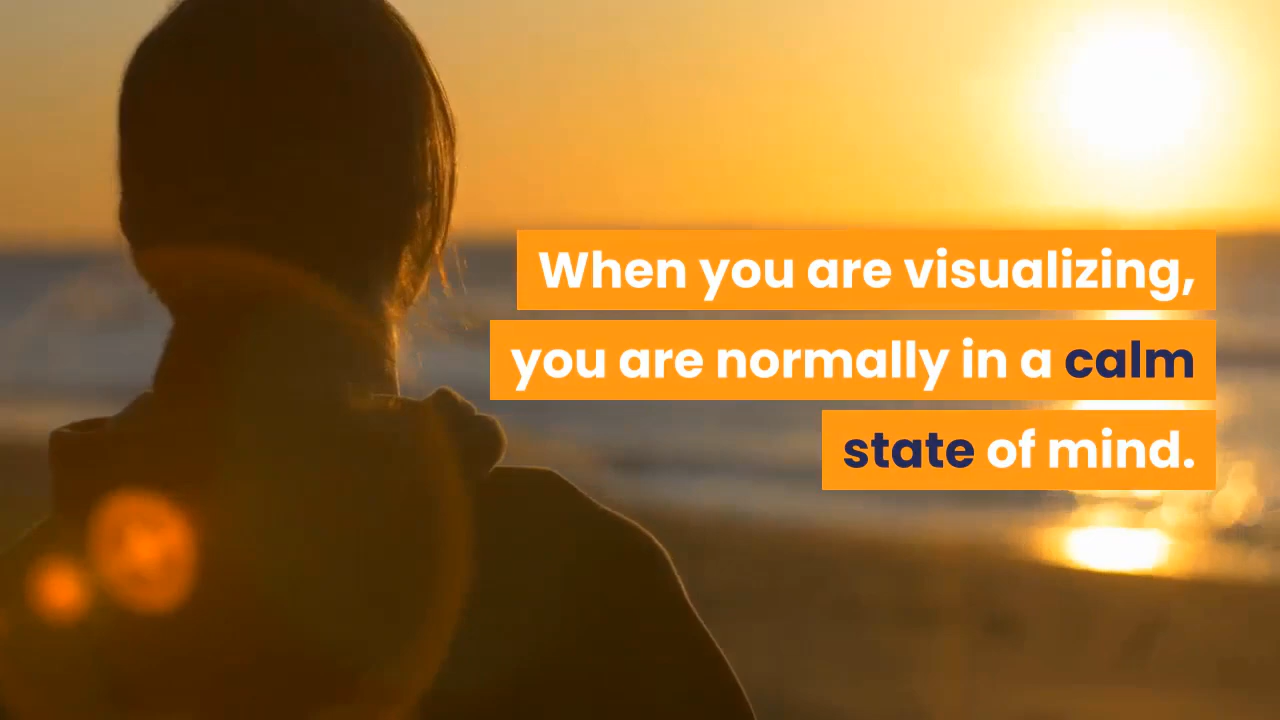 When you are visualizing,
you are normally in a calm
state of mind.